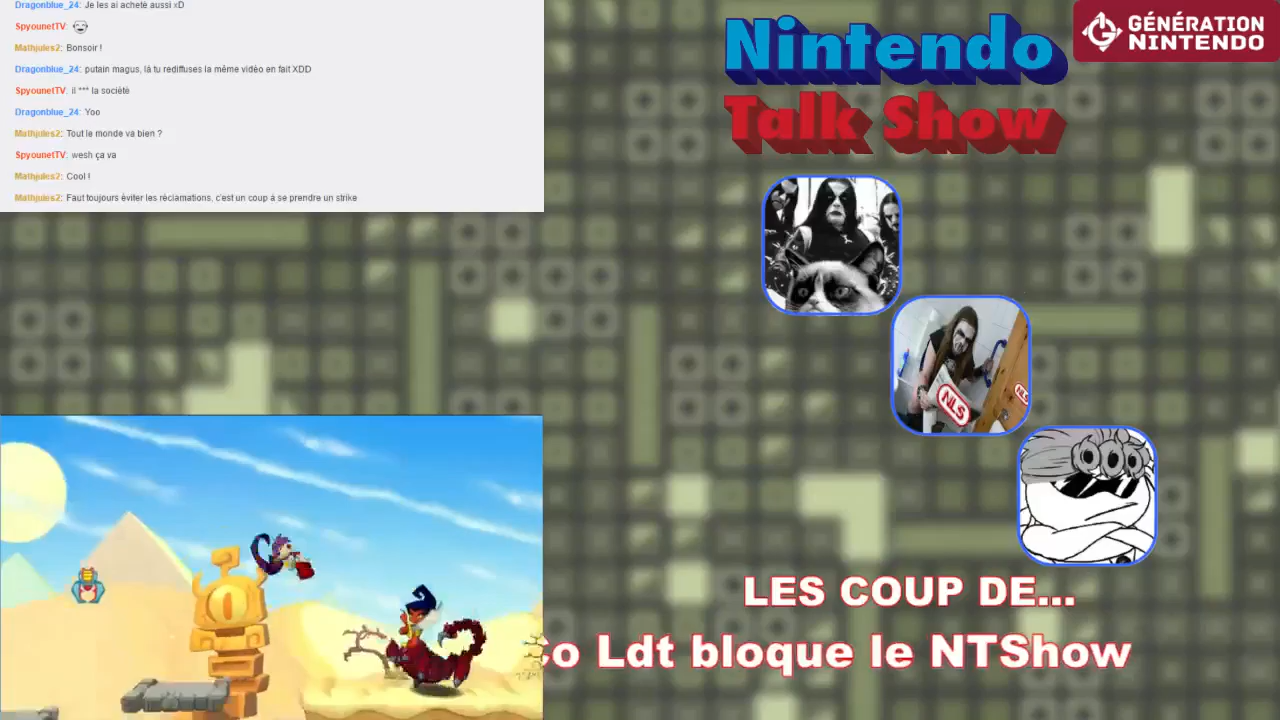 Dragonblue_24: Je les ai acheté aussi xD
SpyounetTV:
Mathjules2: Bonsoir !
Dragonblue_24: putain magus, là tu rediffuses la même vidéo en fait XDD
SpyounetTV: il *** la société
Dragonblue_24: Yoo
Mathjules2: Tout le monde va bien ?
SpyounetTV: wesh ça va
Mathjules2: Cool !
Mathjules2: Faut toujours éviter les réclamations, c'est un coup à se prendre un strike
Nintendo
Talk Show
GÉNÉRATION
NINTENDO
NLS
NLS
LES COUP DE...
Co Ldt bloque le NTShow